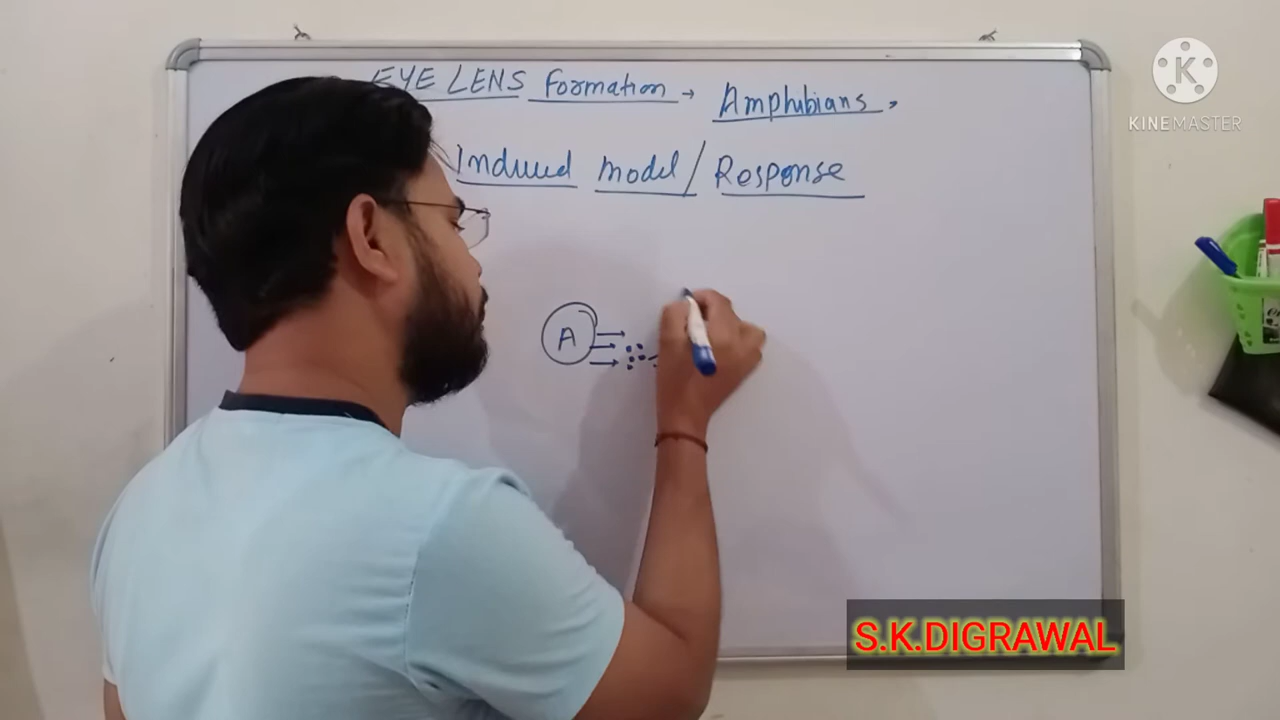 EYE LENS Formation → Amphibians →
Induced model / Response
A
K
KINEMASTER
S.K.DIGRAWAL